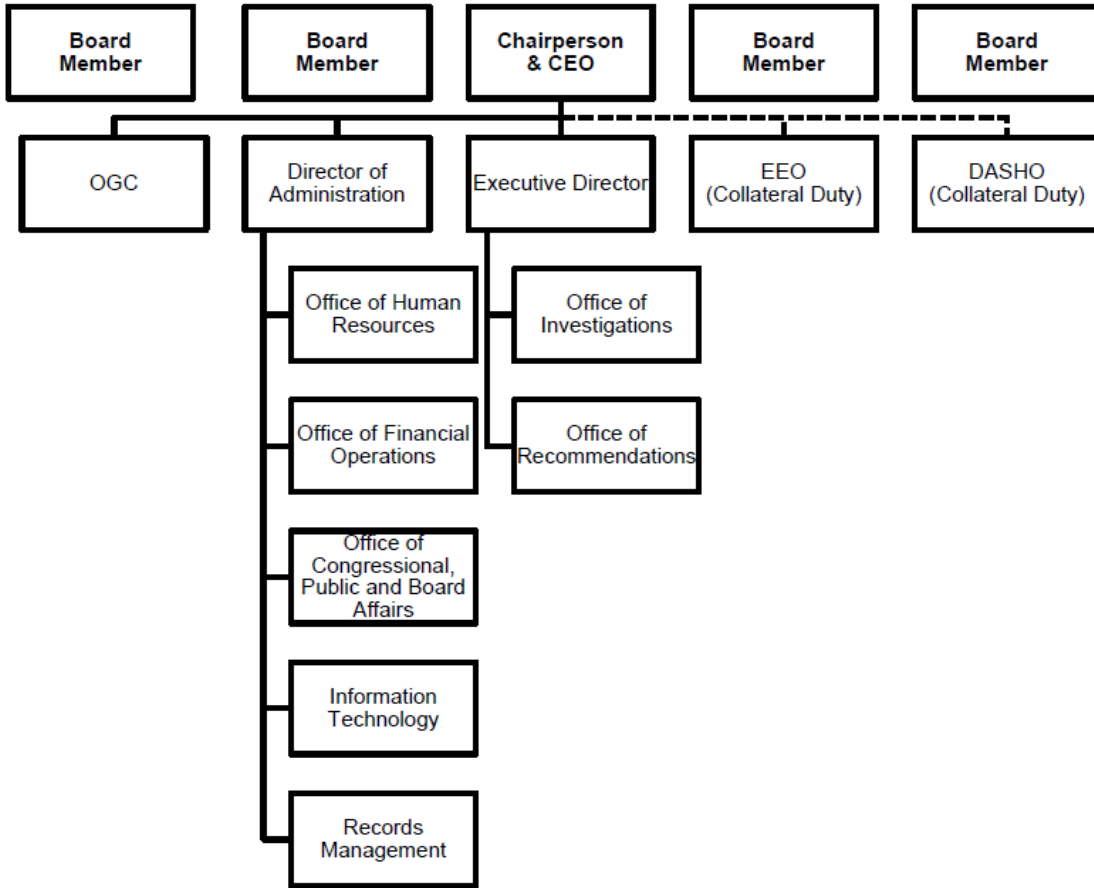 Board
Member
Board
Member
Chairperson
& CEO
Board
Member
Board
Member
OGC
Director of
Administration
Executive Director
EEO
(Collateral Duty)
DASHO
(Collateral Duty)
Office of Human
Resources
Office of
Investigations
Office of Financial
Operations
Office of
Recommendations
Office of
Congressional,
Public and Board
Affairs
Information
Technology
Records
Management